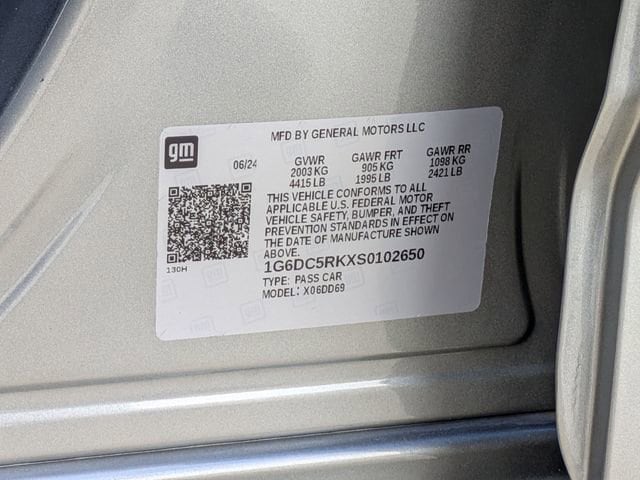 gm
MFD BY GENERAL MOTORS LLC
06/24
GVWR GAWR FRT GAWR RR
2003 KG 905 KG 1098 KG
4415 LB 1995 LB 2421 LB
THIS VEHICLE CONFORMS TO ALL
APPLICABLE U.S. FEDERAL MOTOR
VEHICLE SAFETY, BUMPER, AND THEFT
PREVENTION STANDARDS IN EFFECT ON
THE DATE OF MANUFACTURE SHOWN
ABOVE.
130H
1G6DC5RKXS0102650
TYPE: PASS CAR
MODEL: X06DD69